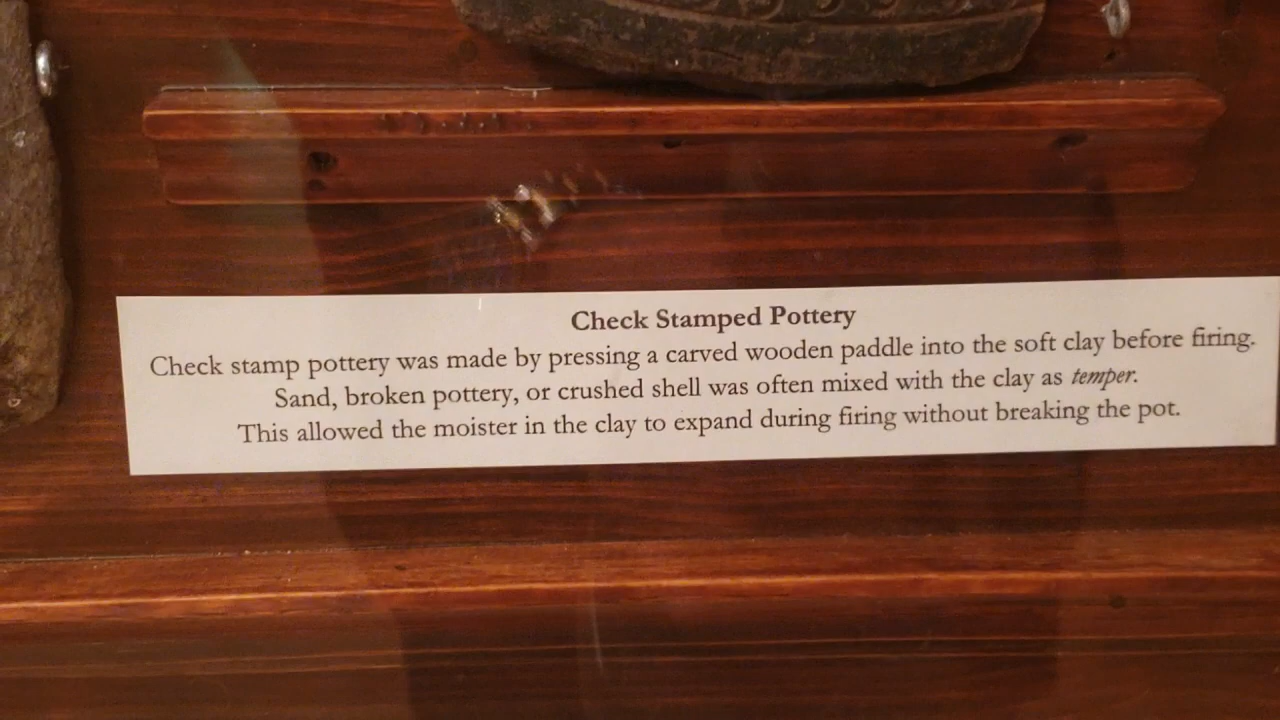 Check Stamped Pottery
Check stamp pottery was made by pressing a carved wooden paddle into the soft clay before firing.
Sand, broken pottery, or crushed shell was often mixed with the clay as temper.
This allowed the moister in the clay to expand during firing without breaking the pot.